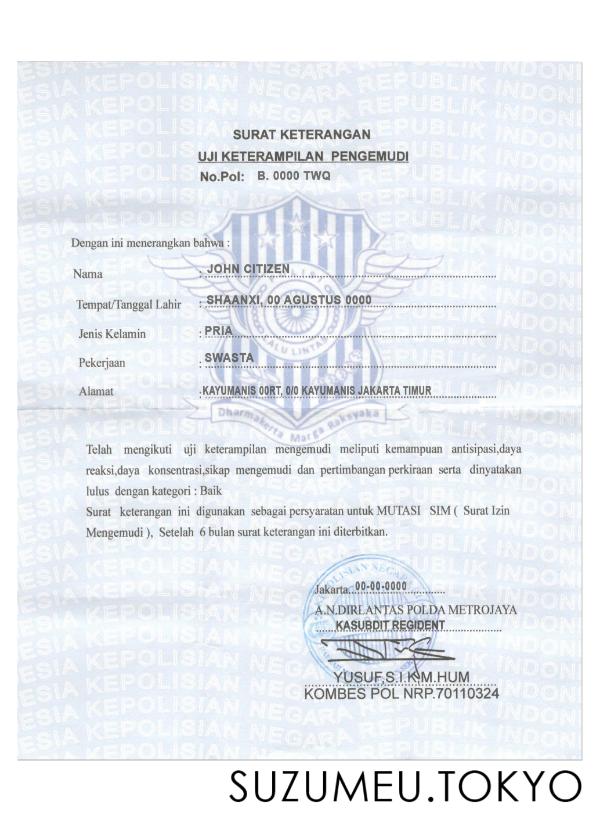 SURAT KETERANGAN
UJI KETERAMPILAN PENGEMUDI
No.Pol: B. 0000 TWQ
Dengan ini menerangkan bahwa :
Nama : JOHN CITIZEN
Tempat/Tanggal Lahir : SHAANXI, 00 AGUSTUS 0000
Jenis Kelamin : PRIA
Pekerjaan : SWASTA
Alamat : KAYUMANIS 00RT, 0/0 KAYUMANIS JAKARTA TIMUR
Dharmakerta Marga Raksyaka
Telah mengikuti uji keterampilan mengemudi meliputi kemampuan antisipasi,daya
reaksi,daya konsentrasi,sikap mengemudi dan pertimbangan perkiraan serta dinyatakan
lulus dengan kategori : Baik
Surat keterangan ini digunakan sebagai persyaratan untuk MUTASI SIM ( Surat Izin
Mengemudi ), Setelah 6 bulan surat keterangan ini diterbitkan.
Jakarta, 00-00-0000
A.N.DIRLANTAS POLDA METROJAYA
KASUBDIT REGIDENT
YUSUF,S.I.K,M.HUM
KOMBES POL NRP.70110324
SUZUMEU.TOKYO